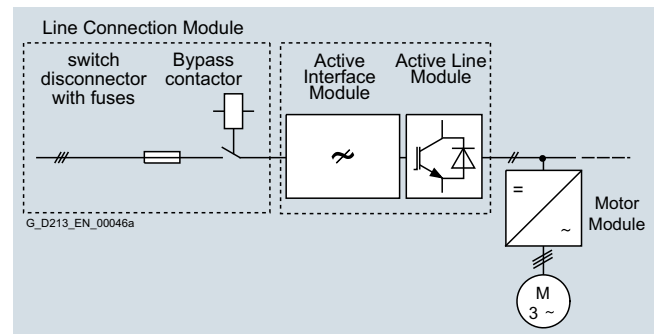 Line Connection Module
switch
disconnector
with fuses
Bypass
contactor
Active
Interface
Module
Active Line
Module
G_D213_EN_00046a
=
~
Motor
Module
M
3 ~